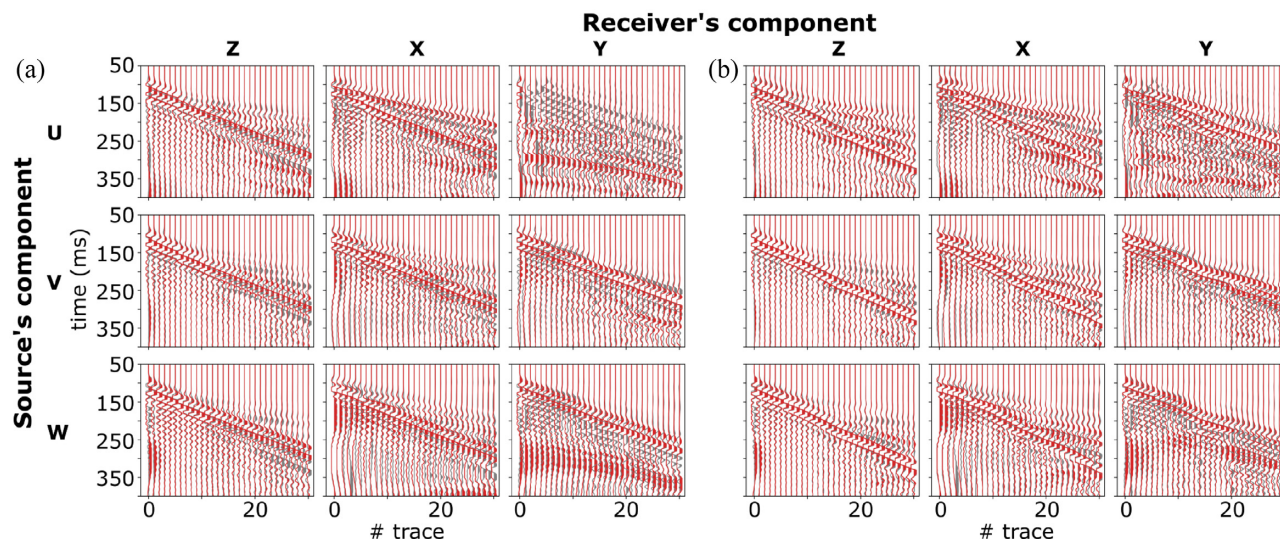 Receiver's component
Z X Y Z X Y
(a) (b)
Source's component
time (ms)
U
50
150
250
350
V
50
150
250
350
W
50
150
250
350
0 20 0 20 0 20 0 20 0 20 0 20
# trace # trace